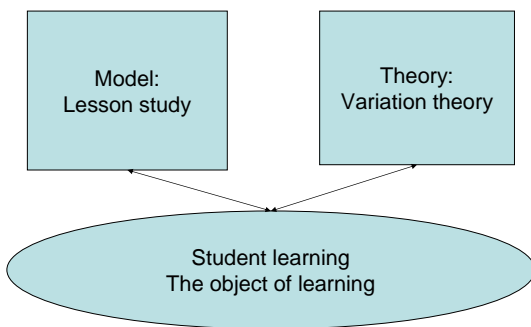 Model:
Lesson study
Theory:
Variation theory
Student learning
The object of learning